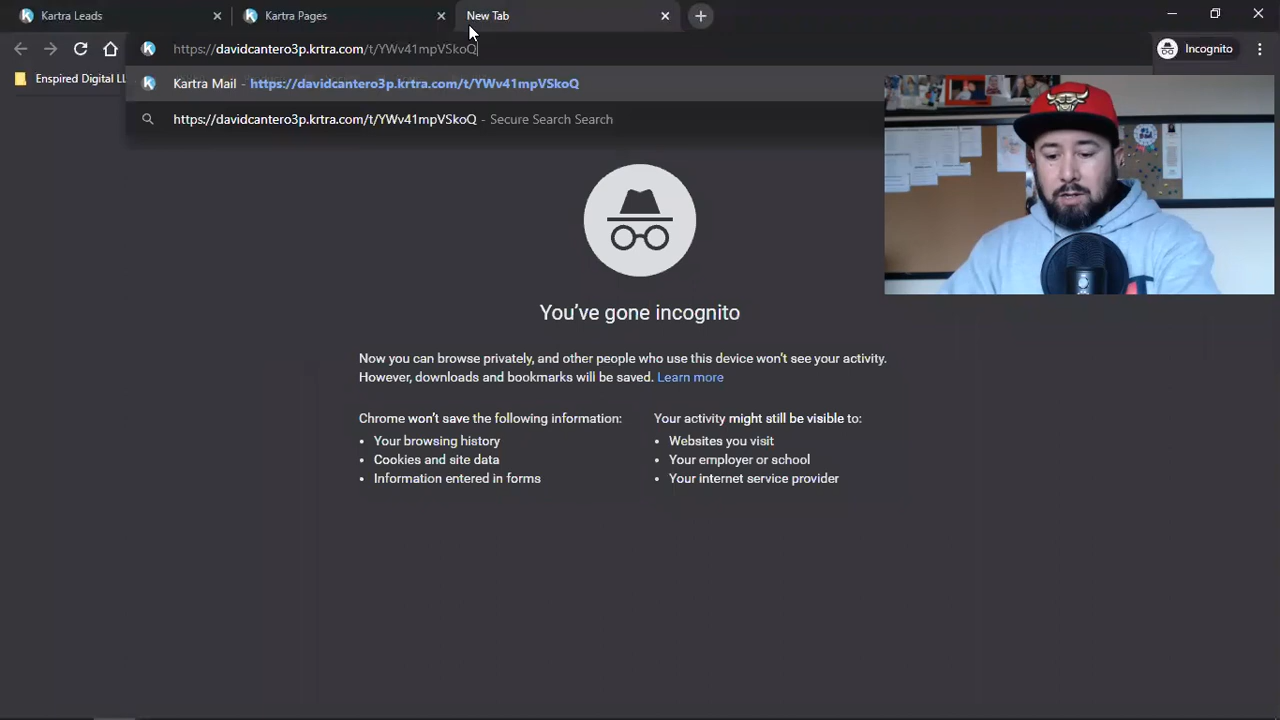 Kartra Leads
Kartra Pages
New Tab
https://davidcantero3p.krtra.com/t/YWv41mpVSkoQ
Incognito
Enspired Digital LL
Kartra Mail - https://davidcantero3p.krtra.com/t/YWv41mpVSkoQ
https://davidcantero3p.krtra.com/t/YWv41mpVSkoQ - Secure Search Search
You've gone incognito
Now you can browse privately, and other people who use this device won't see your activity.
However, downloads and bookmarks will be saved. Learn more
Chrome won't save the following information:
• Your browsing history
• Cookies and site data
• Information entered in forms
Your activity might still be visible to:
• Websites you visit
• Your employer or school
• Your internet service provider